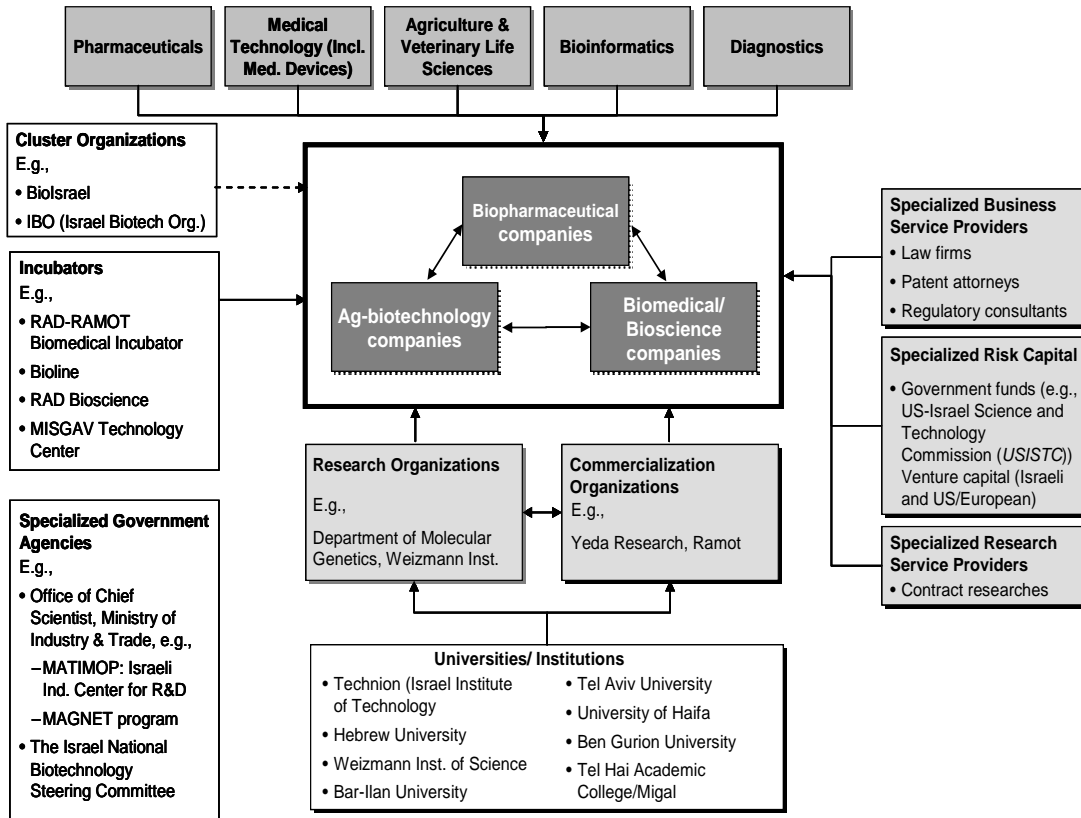 Pharmaceuticals
Medical
Technology (Incl.
Med. Devices)
Agriculture &
Veterinary Life
Sciences
Bioinformatics
Diagnostics
Cluster Organizations
E.g.,
• BioIsrael
• IBO (Israel Biotech Org.)
Incubators
E.g.,
• RAD-RAMOT
Biomedical Incubator
• Bioline
• RAD Bioscience
• MISGAV Technology
Center
Specialized Government
Agencies
E.g.,
• Office of Chief
Scientist, Ministry of
Industry & Trade, e.g.,
–MATIMOP: Israeli
Ind. Center for R&D
–MAGNET program
• The Israel National
Biotechnology
Steering Committee
Biopharmaceutical
companies
Ag-biotechnology
companies
Biomedical/
Bioscience
companies
Research Organizations
E.g.,
Department of Molecular
Genetics, Weizmann Inst.
Commercialization
Organizations
E.g.,
Yeda Research, Ramot
Universities/ Institutions
• Technion (Israel Institute
of Technology
• Hebrew University
• Weizmann Inst. of Science
• Bar-Ilan University
• Tel Aviv University
• University of Haifa
• Ben Gurion University
• Tel Hai Academic
College/Migal
Specialized Business
Service Providers
• Law firms
• Patent attorneys
• Regulatory consultants
Specialized Risk Capital
• Government funds (e.g.,
US-Israel Science and
Technology
Commission (USISTC))
Venture capital (Israeli
and US/European)
Specialized Research
Service Providers
• Contract researches